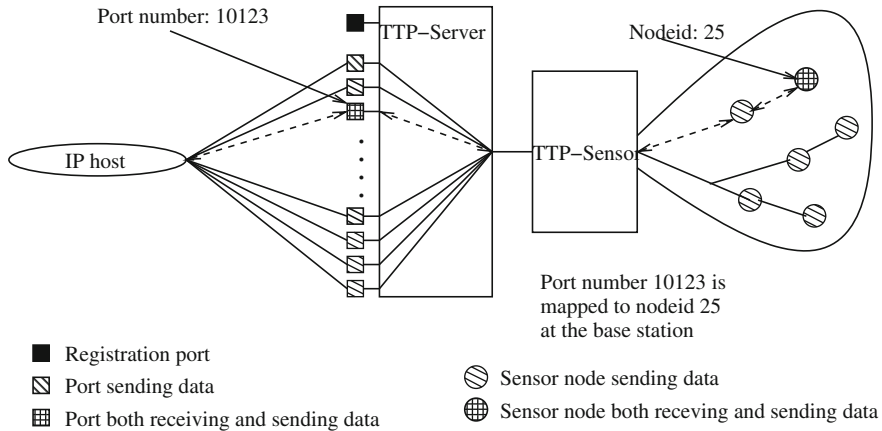 Port number: 10123
TTP−Server
Nodeid: 25
IP host
TTP−Sensor
Port number 10123 is
mapped to nodeid 25
at the base station
Registration port
Port sending data
Port both receiving and sending data
Sensor node sending data
Sensor node both receving and sending data